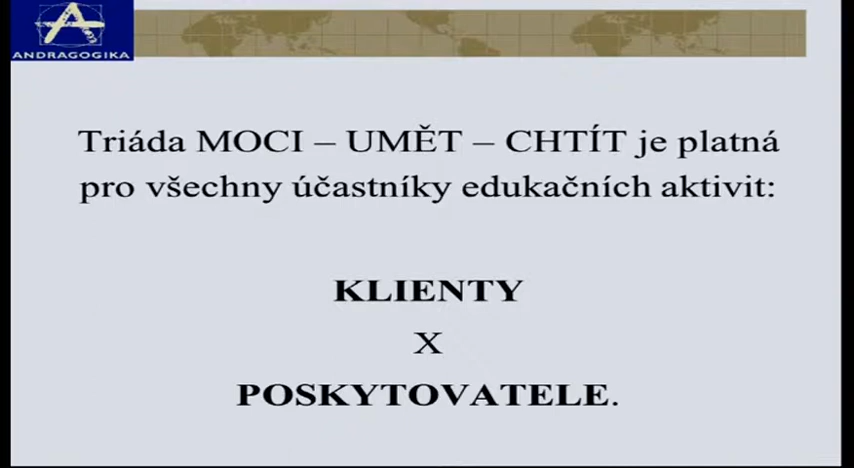 ANDRAGOGIKA
Triáda MOCI – UMĚT – CHTÍT je platná
pro všechny účastníky edukačních aktivit:
KLIENTY
X
POSKYTOVATELE.